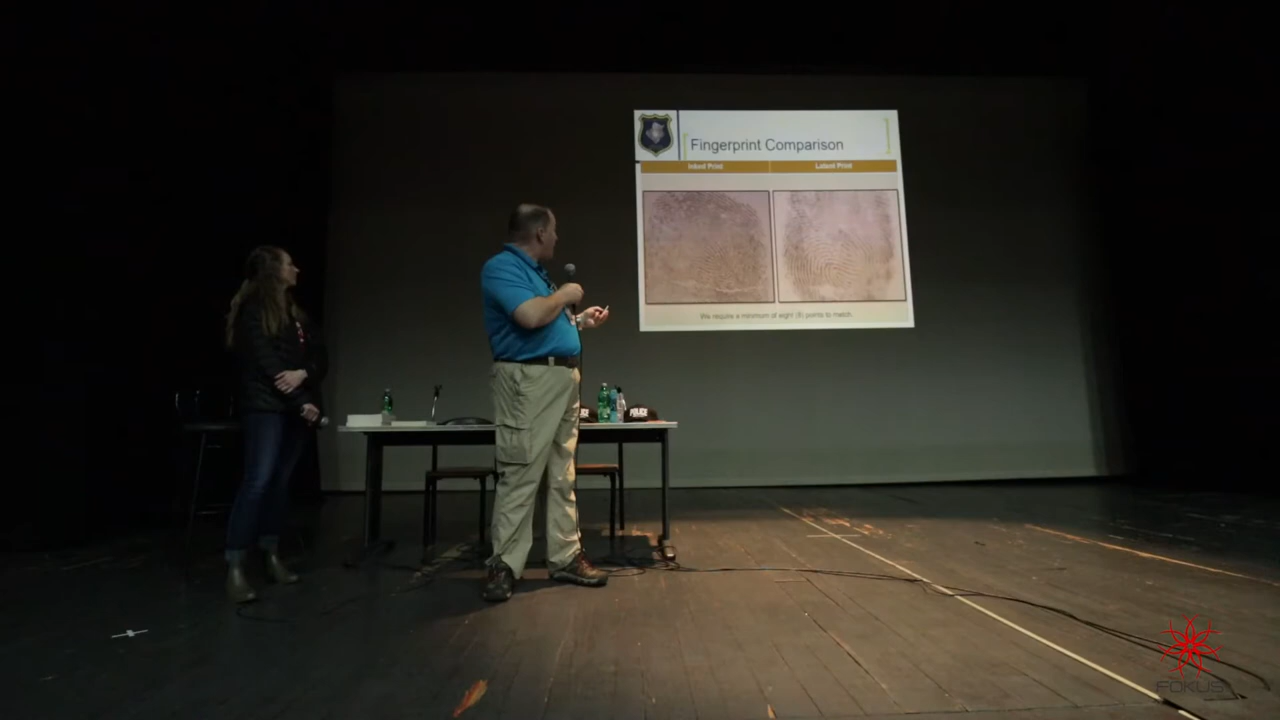 Fingerprint Comparison
Inked Print
Latent Print
We require a minimum of eight (8) points to match.
POLICE
FOKUS